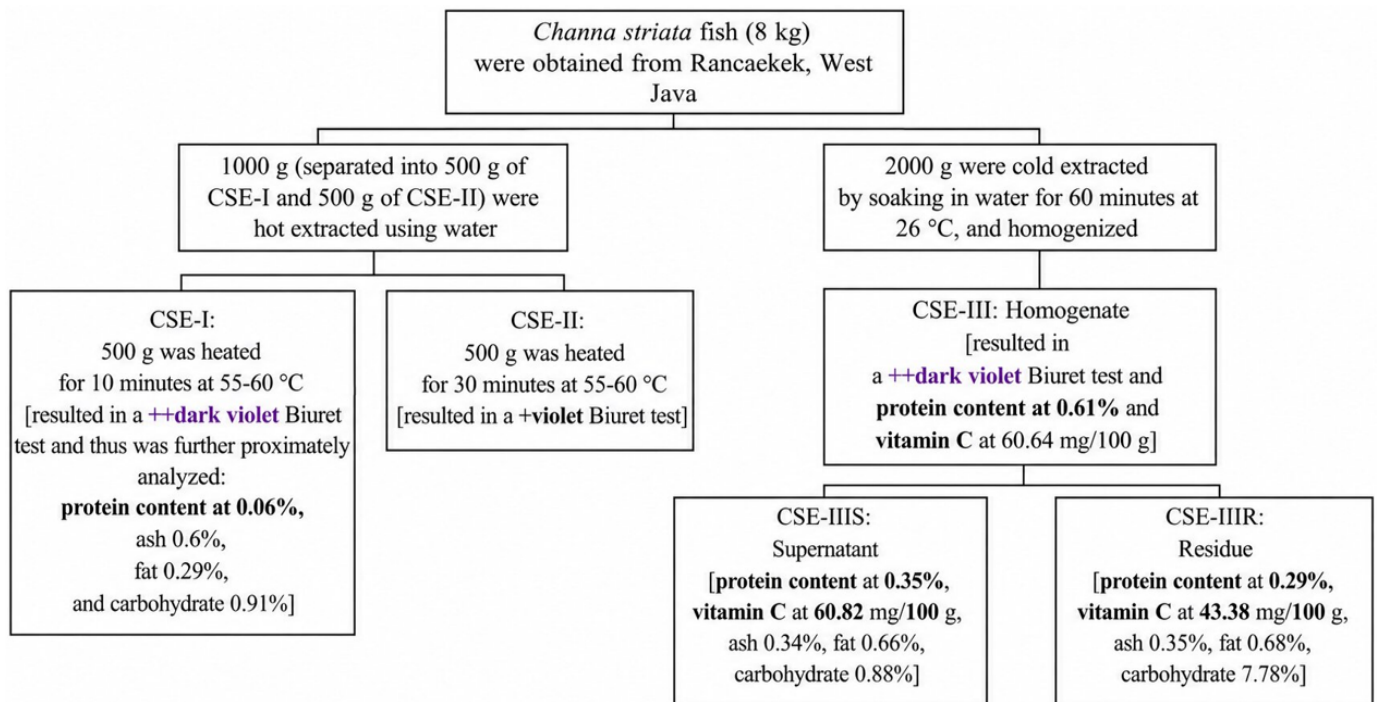 Channa striata fish (8 kg)
were obtained from Rancaekek, West
Java
1000 g (separated into 500 g of
CSE-I and 500 g of CSE-II) were
hot extracted using water
2000 g were cold extracted
by soaking in water for 60 minutes at
26 °C, and homogenized
CSE-I:
500 g was heated
for 10 minutes at 55-60 °C
[resulted in a ++dark violet Biuret
test and thus was further proximately
analyzed:
protein content at 0.06%,
ash 0.6%,
fat 0.29%,
and carbohydrate 0.91%]
CSE-II:
500 g was heated
for 30 minutes at 55-60 °C
[resulted in a +violet Biuret test]
CSE-III: Homogenate
[resulted in
a ++dark violet Biuret test and
protein content at 0.61% and
vitamin C at 60.64 mg/100 g]
CSE-IIIS:
Supernatant
[protein content at 0.35%,
vitamin C at 60.82 mg/100 g,
ash 0.34%, fat 0.66%,
carbohydrate 0.88%]
CSE-IIIR:
Residue
[protein content at 0.29%,
vitamin C at 43.38 mg/100 g,
ash 0.35%, fat 0.68%,
carbohydrate 7.78%]